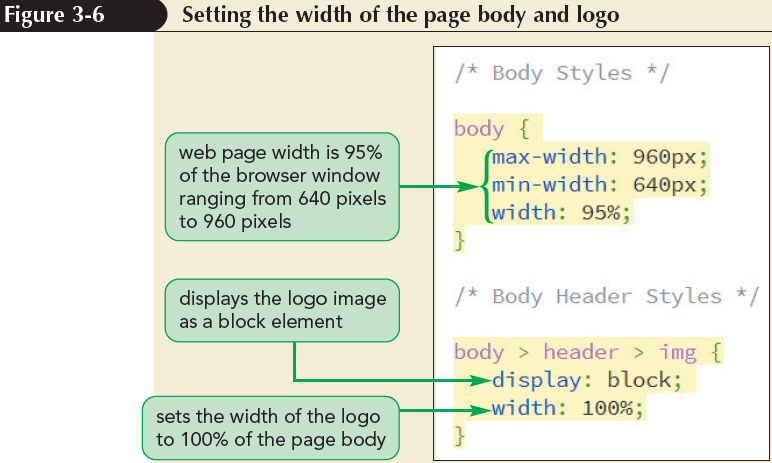 Figure 3-6 Setting the width of the page body and logo
/* Body Styles */
body {
max-width: 960px;
min-width: 640px;
width: 95%;
}
web page width is 95%
of the browser window
ranging from 640 pixels
to 960 pixels
/* Body Header Styles */
body > header > img {
display: block;
width: 100%;
}
displays the logo image
as a block element
sets the width of the logo
to 100% of the page body